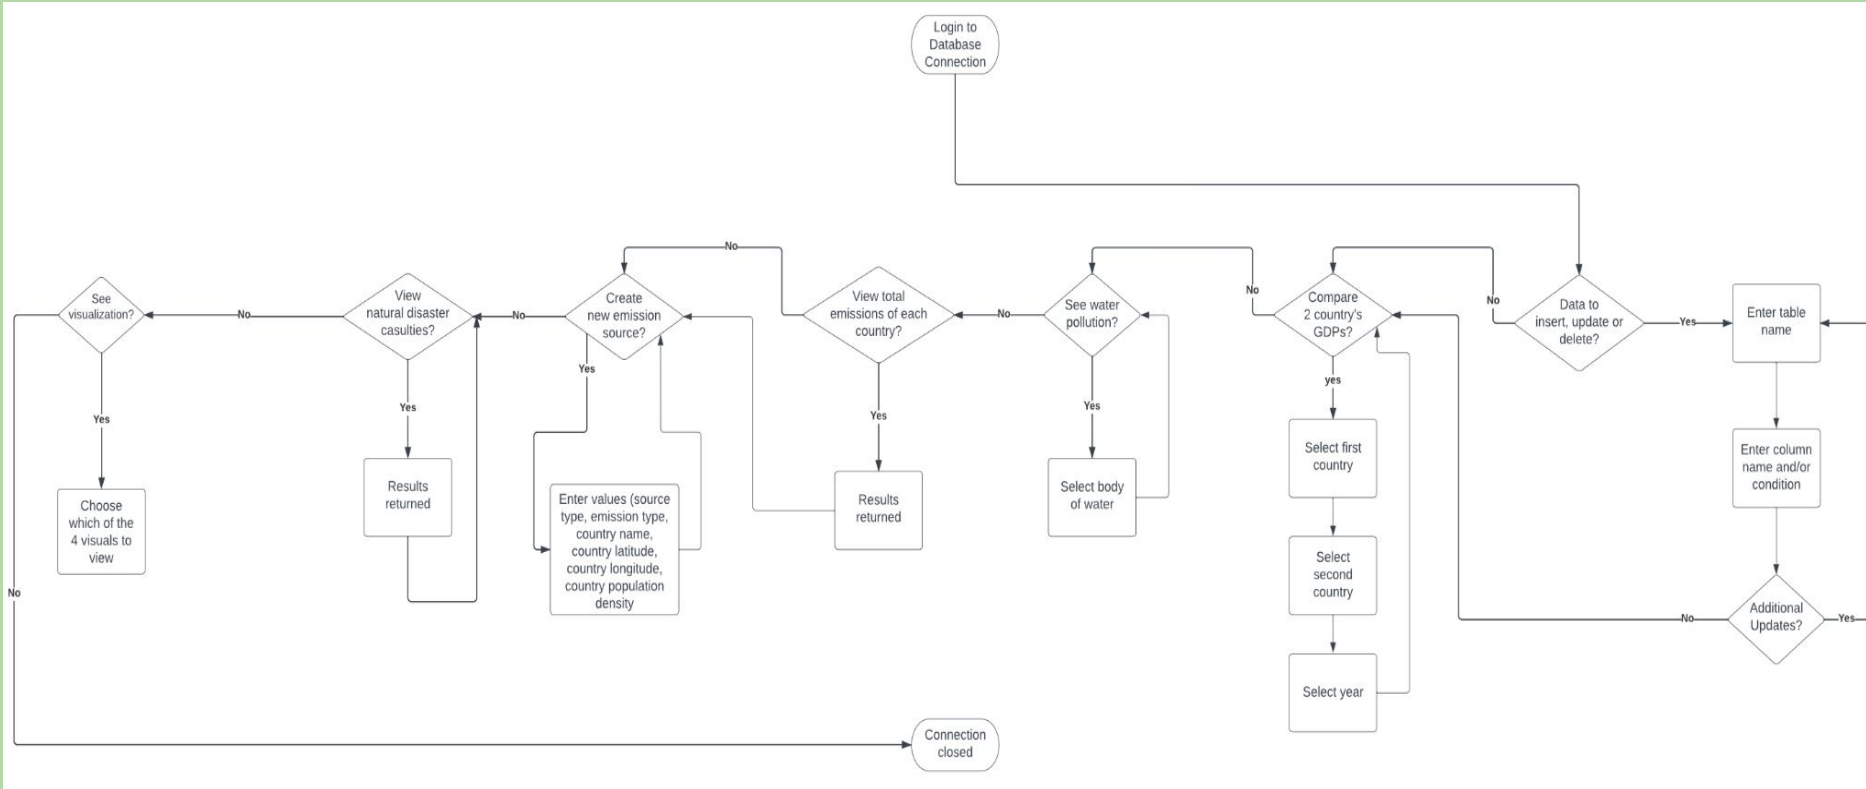 Login to
Database
Connection
No
No
No
See
visualization?
No
View
natural disaster
casulties?
No
Create
new emission
source?
View total
emissions of each
country?
No
See water
pollution?
Compare
2 country's
GDPs?
Data to
insert, update or
delete?
Yes
Enter table
name
Yes
Choose
which of the
4 visuals to
view
Yes
Results
returned
Yes
Enter values (source
type, emission type,
country name,
country latitude,
country longitude,
country population
density
Yes
Results
returned
Yes
Select body
of water
yes
Select first
country
Select
second
country
Select year
Enter column
name and/or
condition
Additional
Updates?
No
Yes
No
Connection
closed